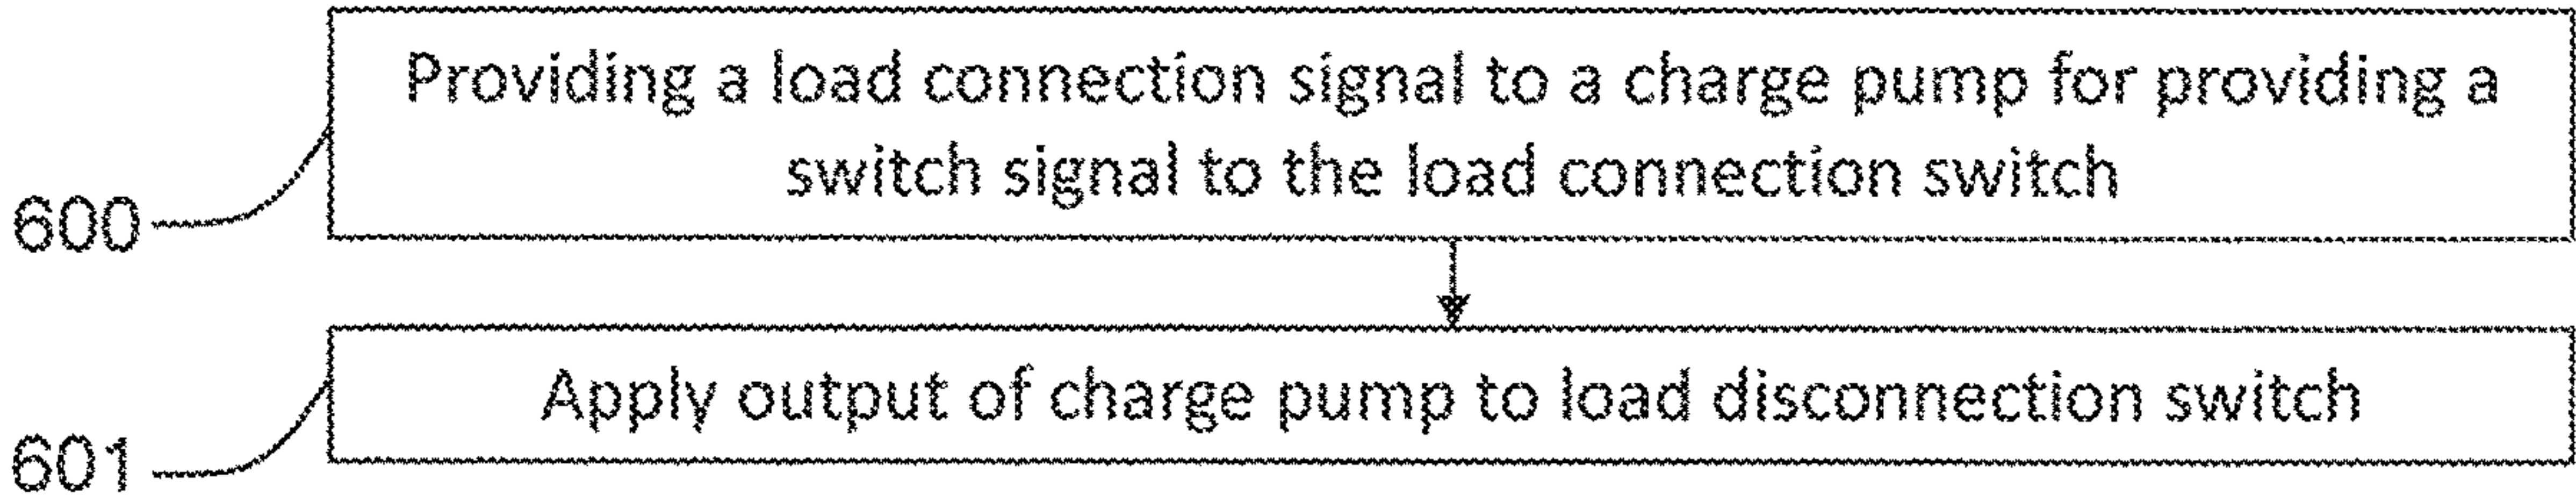 Providing a load connection signal to a charge pump for providing a
switch signal to the load connection switch
600
Apply output of charge pump to load disconnection switch
601